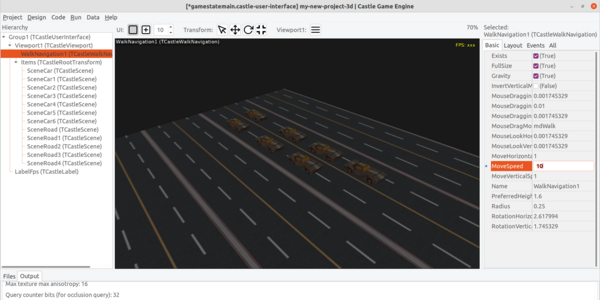 [*gamestatemain.castle-user-interface] my-new-project-3d | Castle Game Engine
Project Design Code Run Data Help
Hierarchy
Group1 (TCastleUserInterface)
Viewport1 (TCastleViewport)
WalkNavigation1 (TCastleWalkNav
Items (TCastleRootTransform)
SceneCar (TCastleScene)
SceneCar1 (TCastleScene)
SceneCar2 (TCastleScene)
SceneCar3 (TCastleScene)
SceneCar4 (TCastleScene)
SceneCar5 (TCastleScene)
SceneCar6 (TCastleScene)
SceneRoad (TCastleScene)
SceneRoad1 (TCastleScene)
SceneRoad2 (TCastleScene)
SceneRoad3 (TCastleScene)
SceneRoad4 (TCastleScene)
LabelFps (TCastleLabel)
UI: 10 Transform: Viewport1: 70%
WalkNavigation1 (TCastleWalkNavigation)
FPS: xxx
Selected:
WalkNavigation1 (TCastleWalkNavigation)
Basic Layout Events All
Exists (True)
FullSize (True)
Gravity (True)
InvertVerticalM (False)
MouseDraggin 0.001745329
MouseDraggin 0.01
MouseDraggin 0.001745329
MouseDragMo mdWalk
MouseLookHo 0.001745329
MouseLookVer 0.001745329
MoveHorizonta 1
MoveSpeed 10
MoveVerticalSp 1
Name WalkNavigation1
PreferredHeigh 1.6
Radius 0.25
RotationHorizc 2.617994
RotationVertic 1.745329
Files Output
Max texture max anisotropy: 16
Query counter bits (for occlusion query): 32